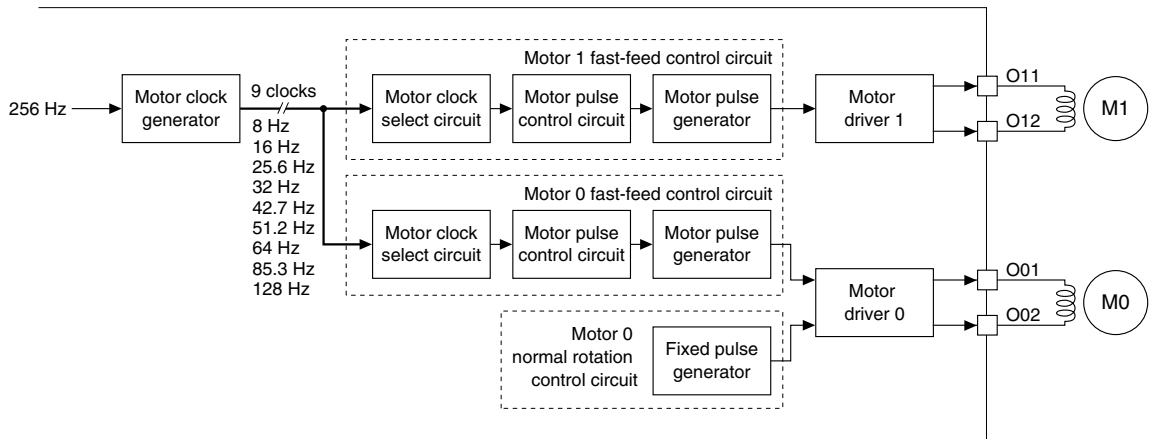 256 Hz
Motor clock
generator
9 clocks
8 Hz
16 Hz
25.6 Hz
32 Hz
42.7 Hz
51.2 Hz
64 Hz
85.3 Hz
128 Hz
Motor 1 fast-feed control circuit
Motor clock
select circuit
Motor pulse
control circuit
Motor pulse
generator
Motor
driver 1
O11
O12
M1
Motor 0 fast-feed control circuit
Motor clock
select circuit
Motor pulse
control circuit
Motor pulse
generator
Motor 0
normal rotation
control circuit
Fixed pulse
generator
Motor
driver 0
O01
O02
M0